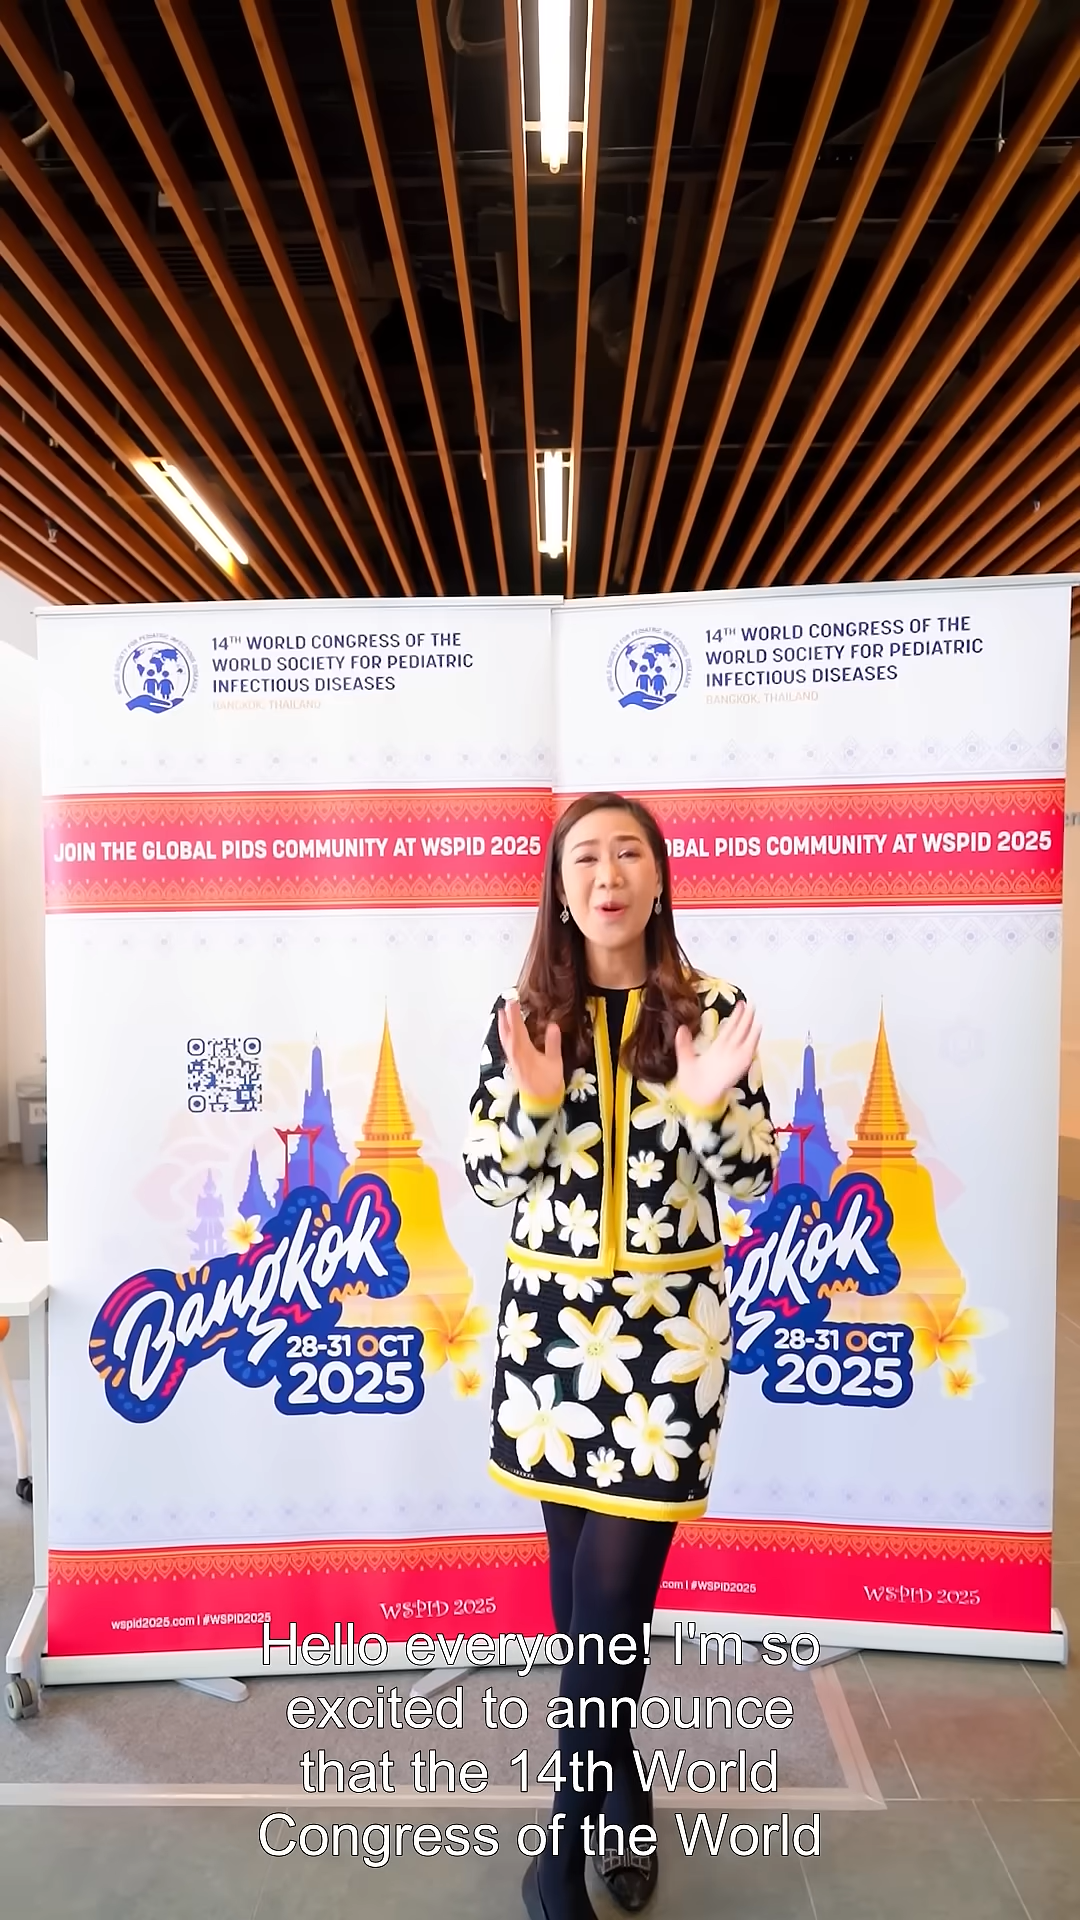 14TH WORLD CONGRESS OF THE
WORLD SOCIETY FOR PEDIATRIC
INFECTIOUS DISEASES
BANGKOK, THAILAND
JOIN THE GLOBAL PIDS COMMUNITY AT WSPID 2025
Bangkok
28-31 OCT
2025
wspid2025.com | #WSPID2025
WSPID 2025
14TH WORLD CONGRESS OF THE
WORLD SOCIETY FOR PEDIATRIC
INFECTIOUS DISEASES
BANGKOK, THAILAND
OBAL PIDS COMMUNITY AT WSPID 2025
ngkok
28-31 OCT
2025
.com | #WSPID2025
WSPID 2025
Hello everyone! I'm so
excited to announce
that the 14th World
Congress of the World